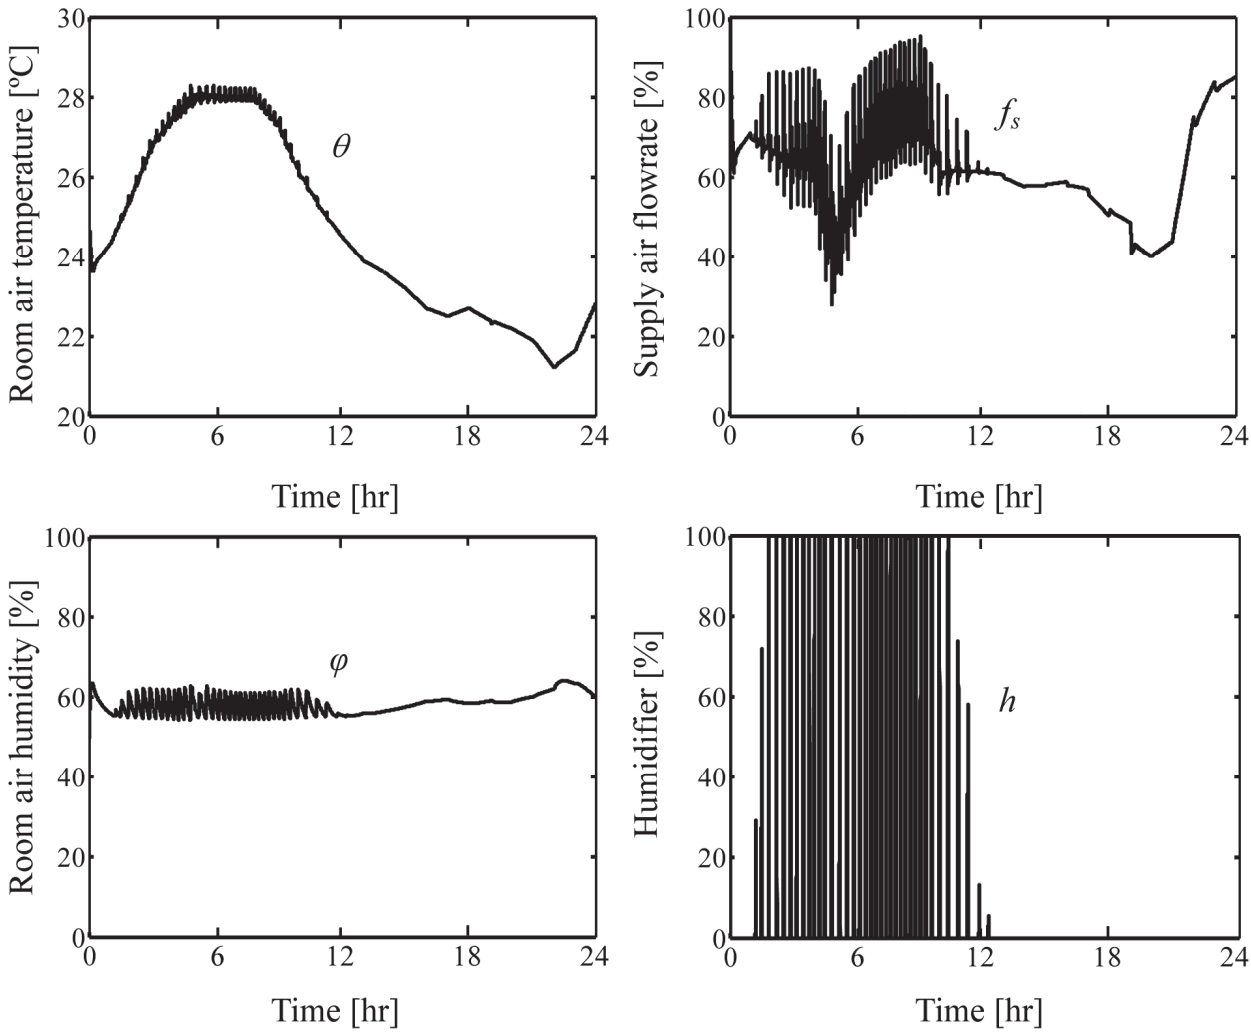 Room air temperature [ºC]
30
28
26
24
22
20
θ
0 6 12 18 24
Time [hr]
Supply air flowrate [%]
100
80
60
40
20
0
fs
0 6 12 18 24
Time [hr]
Room air humidity [%]
100
80
60
40
20
0
φ
0 6 12 18 24
Time [hr]
Humidifier [%]
100
80
60
40
20
0
h
0 6 12 18 24
Time [hr]